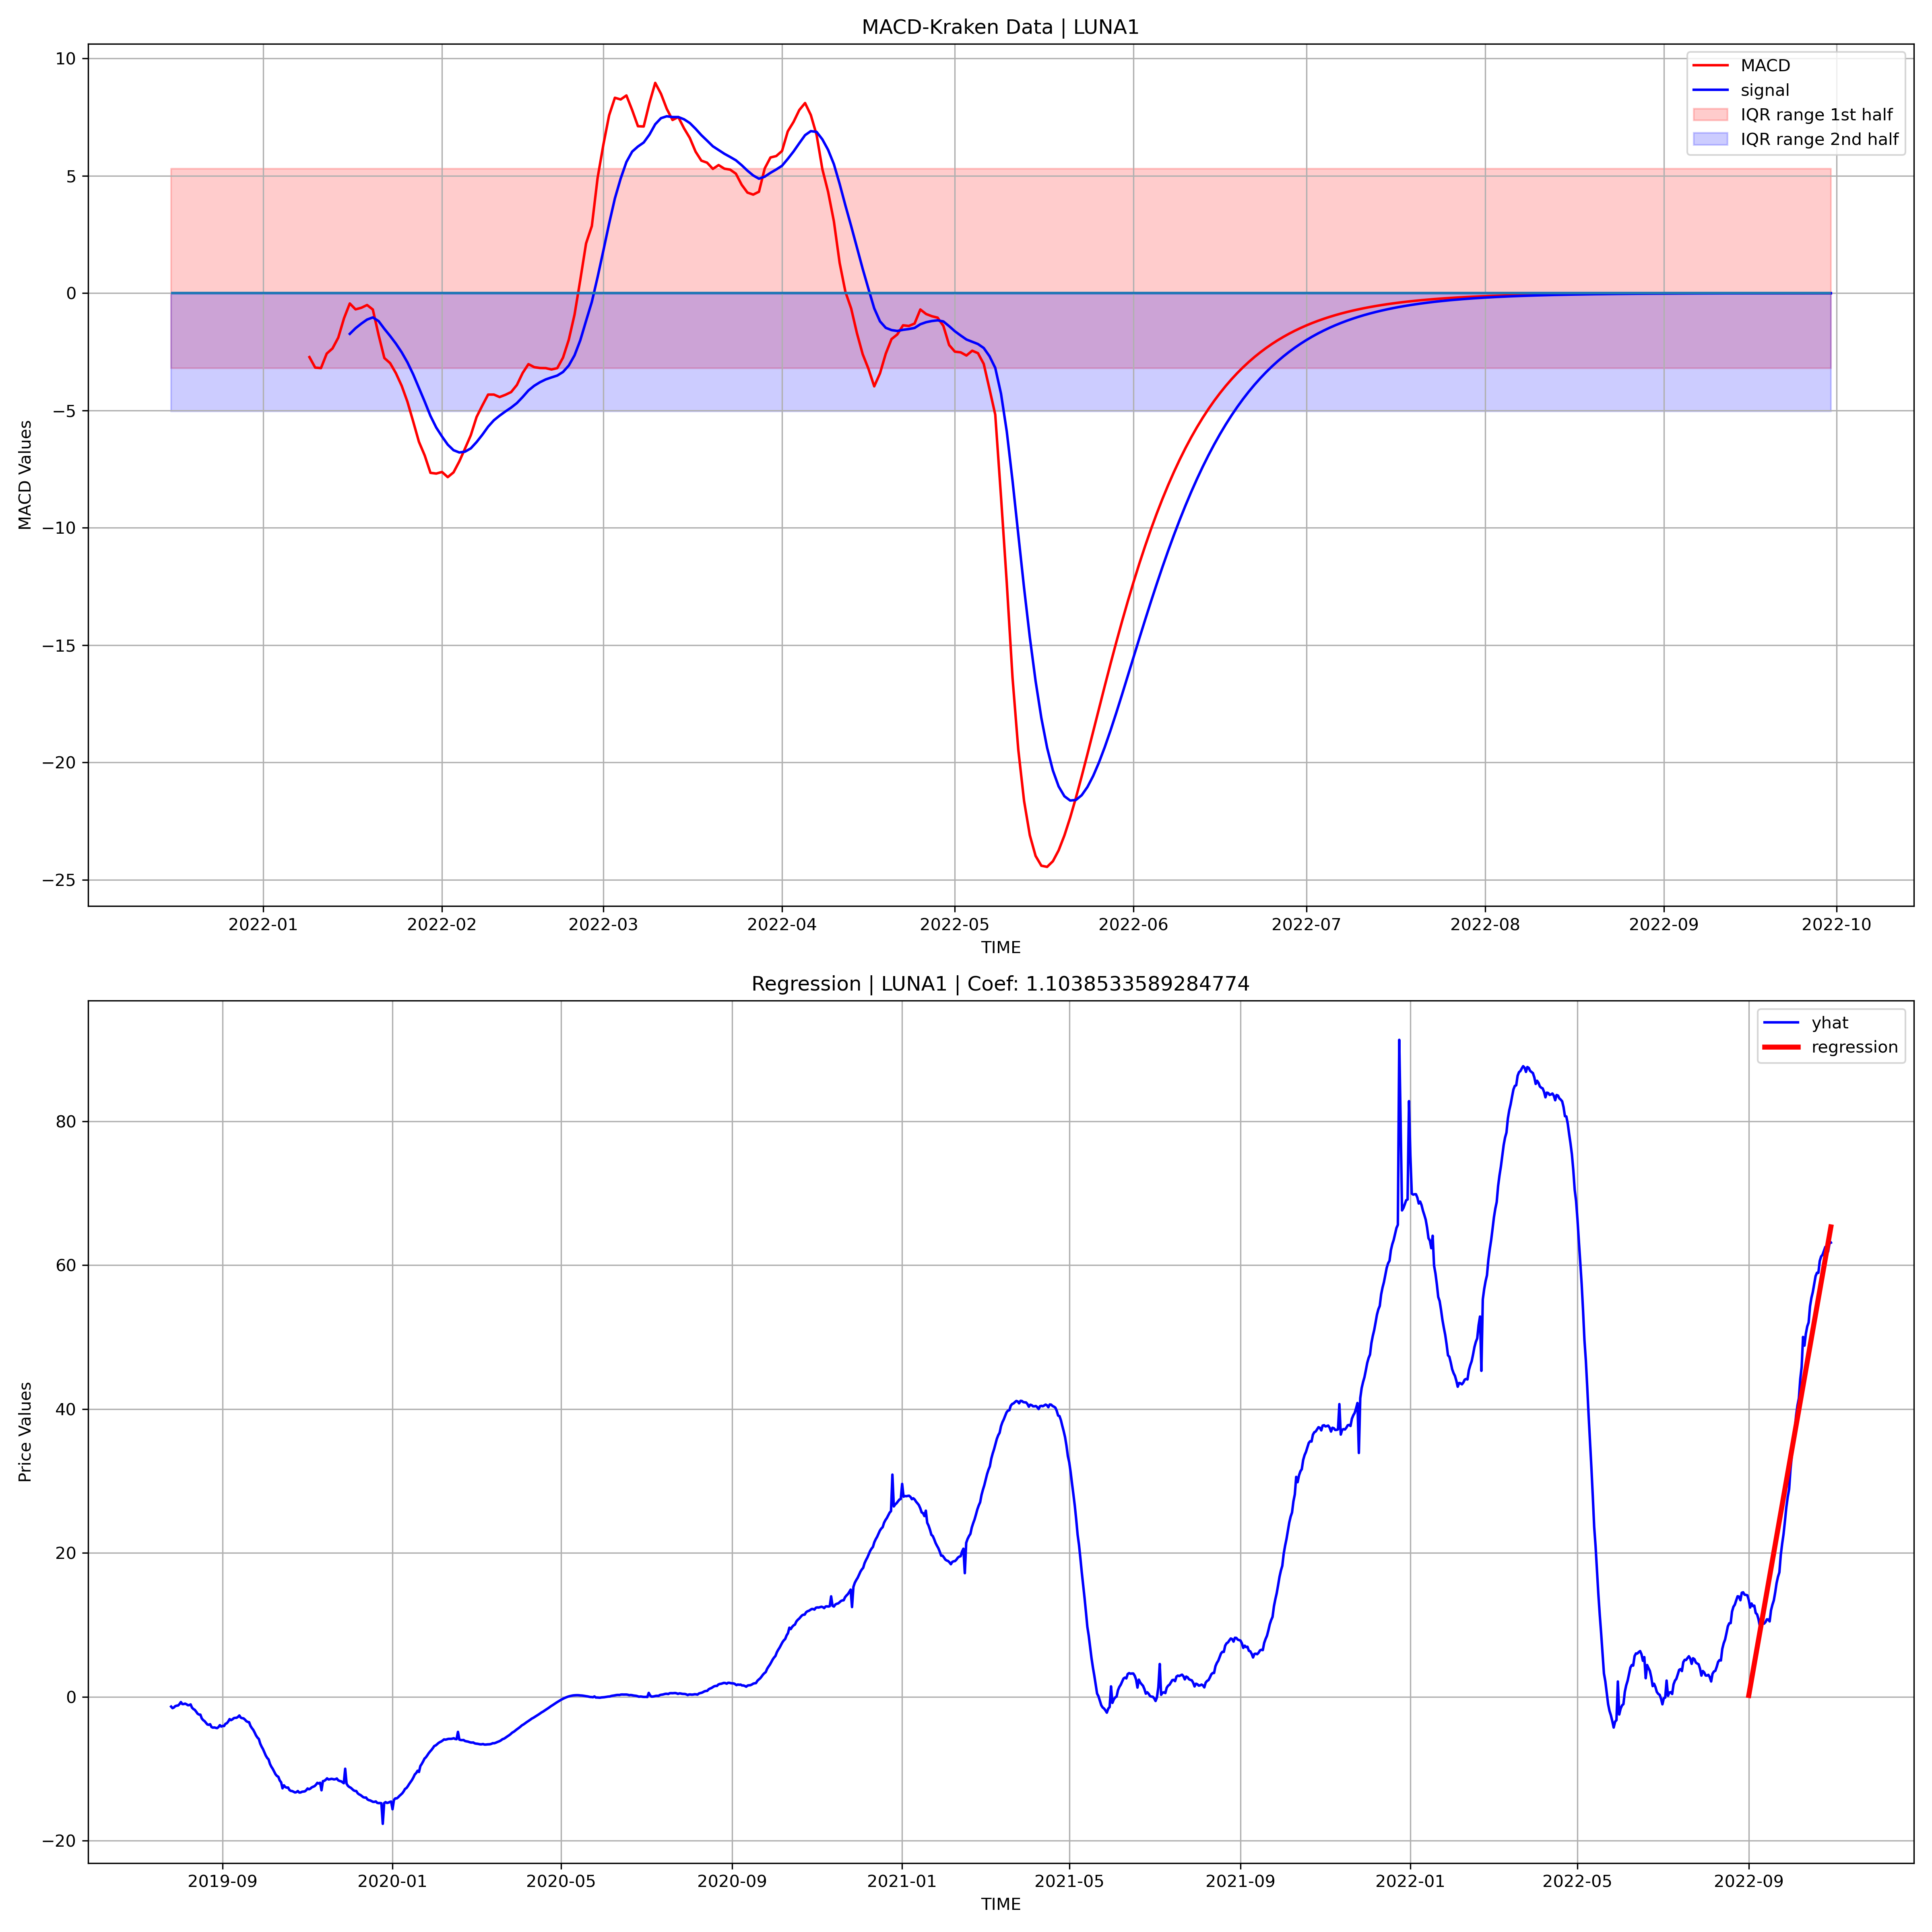 MACD-Kraken Data | LUNA1
MACD
signal
IQR range 1st half
IQR range 2nd half
10
5
0
−5
−10
−15
−20
−25
MACD Values
2022-01 2022-02 2022-03 2022-04 2022-05 2022-06 2022-07 2022-08 2022-09 2022-10
TIME
Regression | LUNA1 | Coef: 1.1038533589284774
yhat
regression
80
60
40
20
0
−20
Price Values
2019-09 2020-01 2020-05 2020-09 2021-01 2021-05 2021-09 2022-01 2022-05 2022-09
TIME